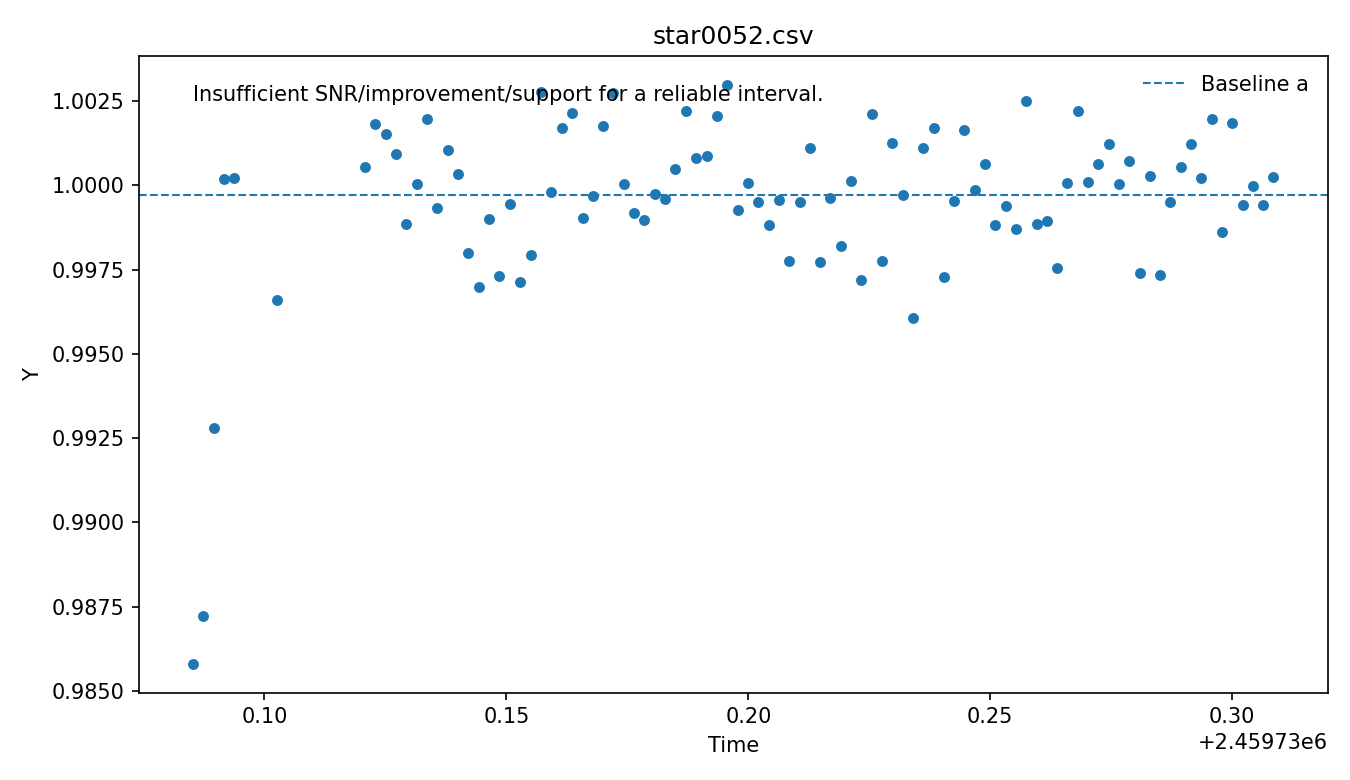 star0052.csv
Insufficient SNR/improvement/support for a reliable interval.
Baseline a
Y
1.0025
1.0000
0.9975
0.9950
0.9925
0.9900
0.9875
0.9850
0.10 0.15 0.20 0.25 0.30
Time
+2.45973e6